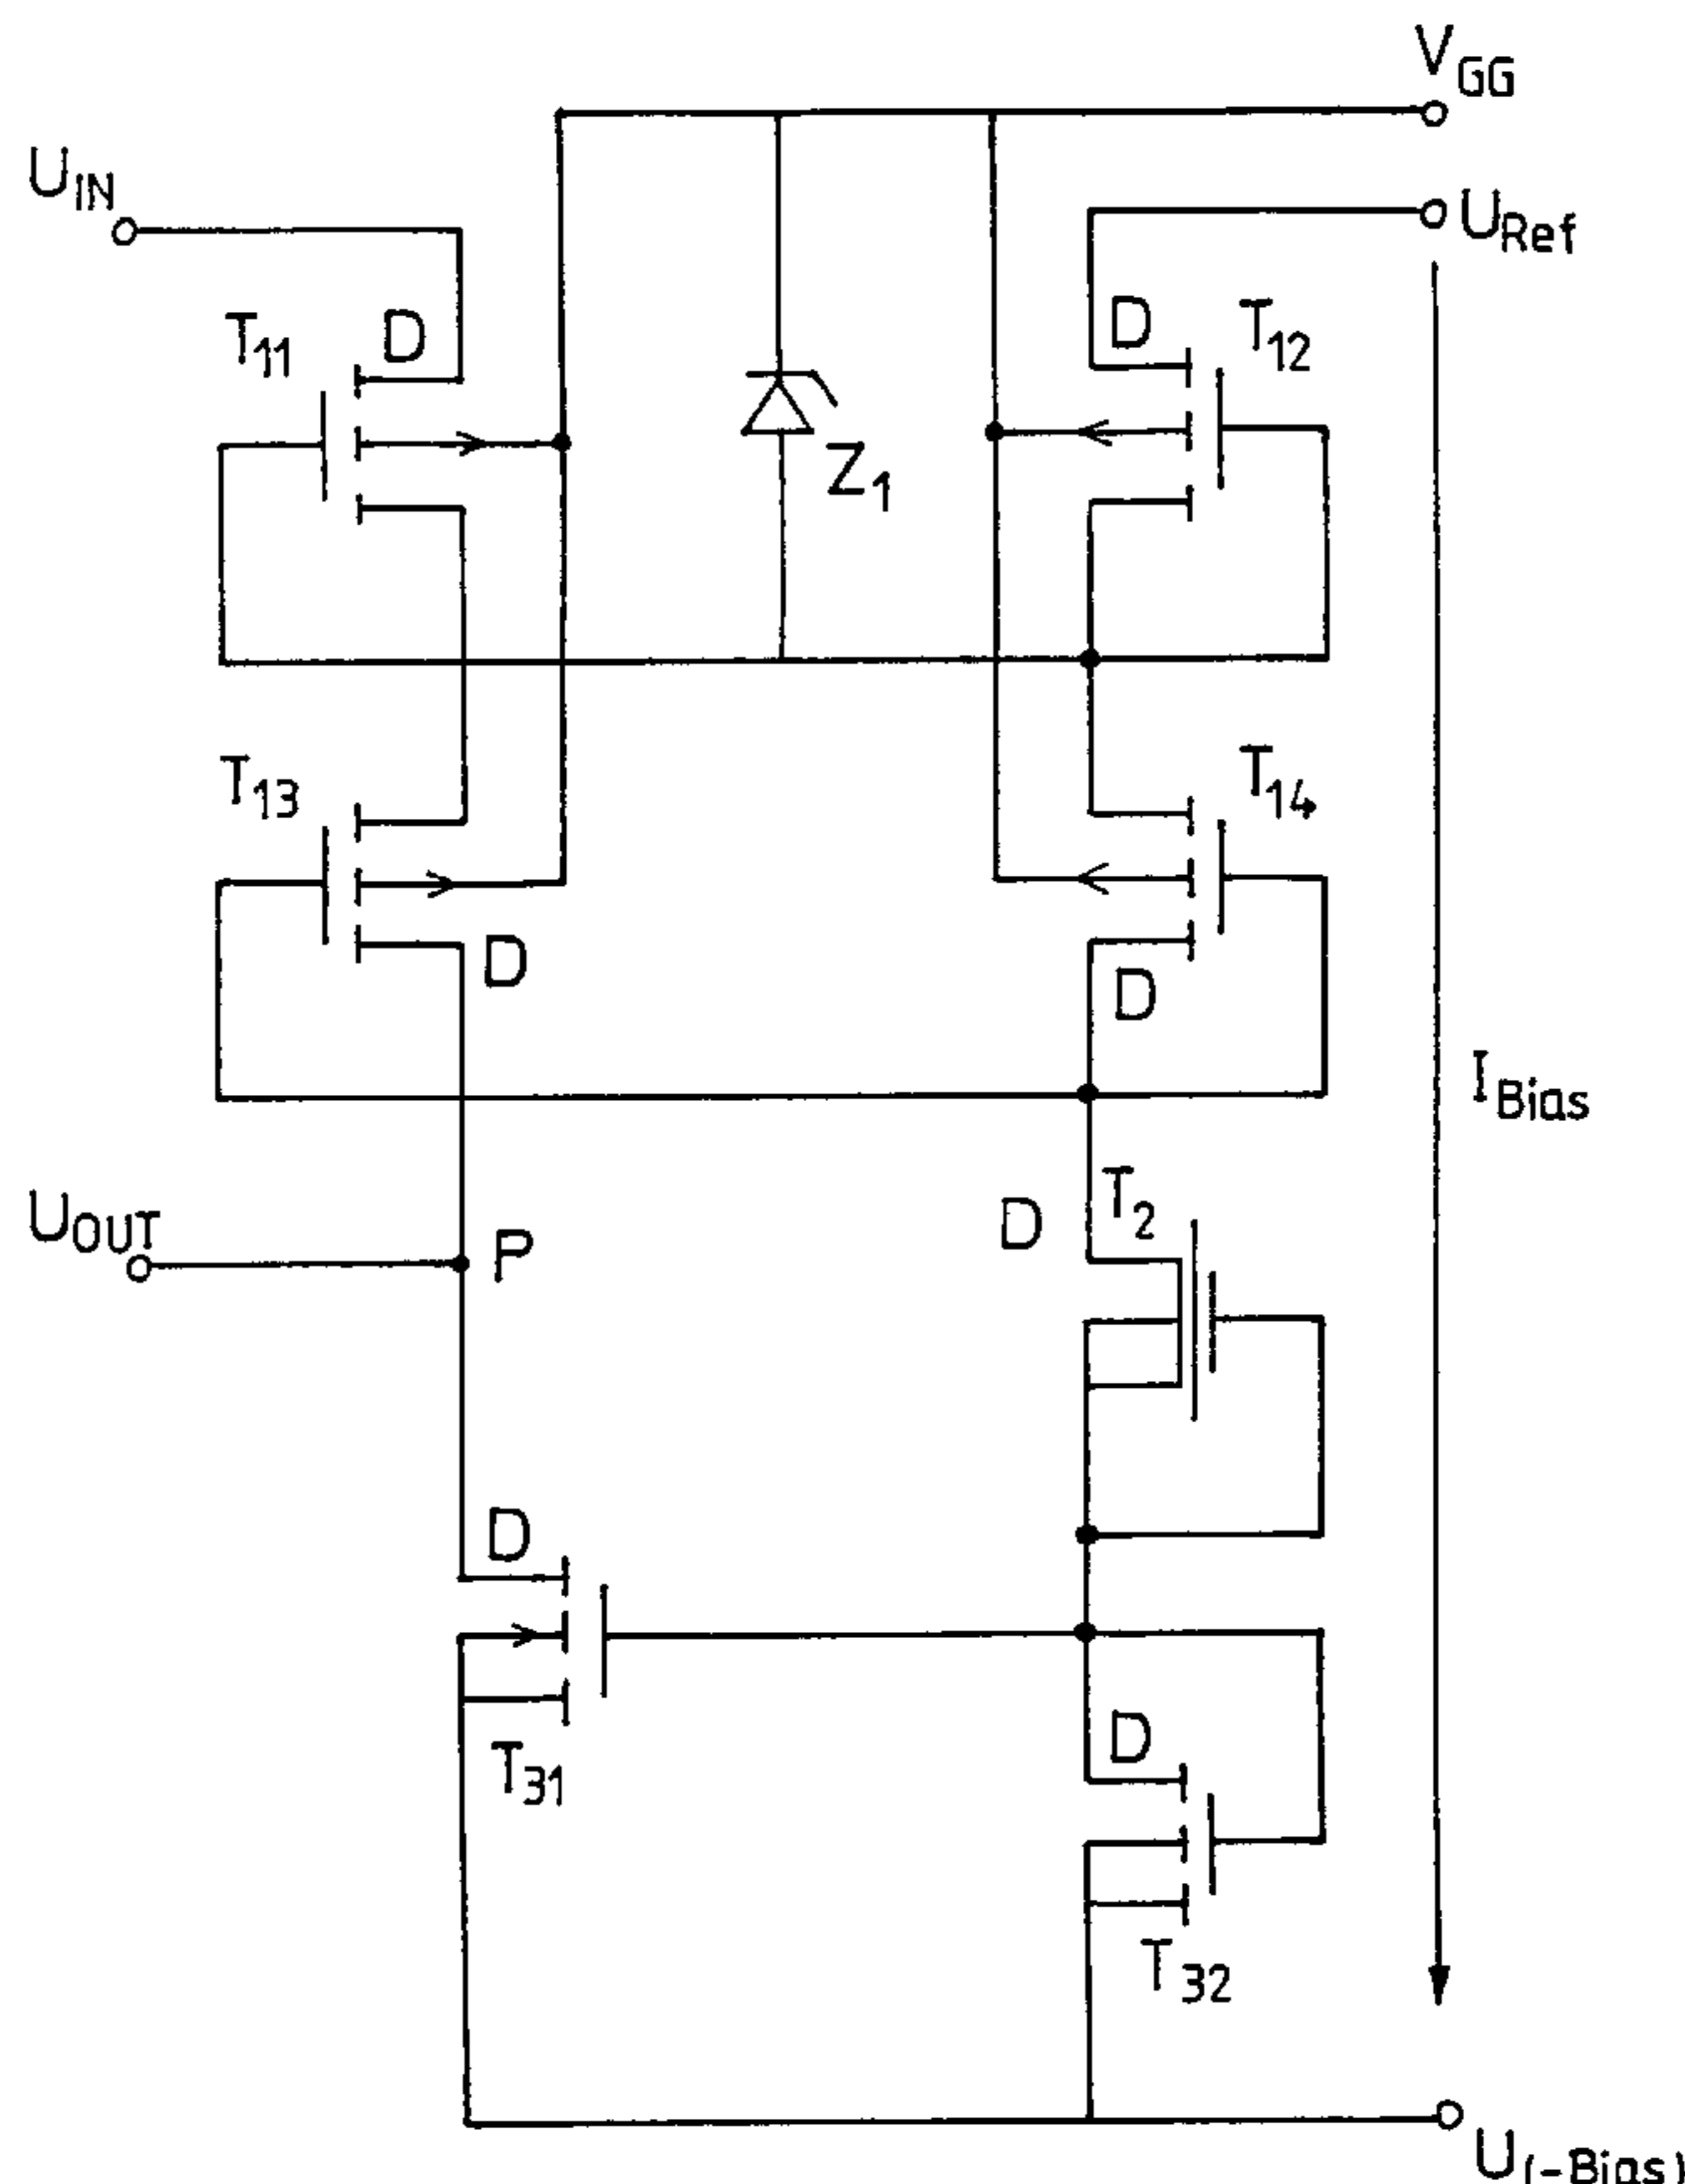 V_GG
U_IN
U_Ref
T_11
D
D
T_12
Z_1
T_13
T_14
D
D
I_Bias
U_OUT
P
D
T_2
D
T_31
D
T_32
U_(-Bias)